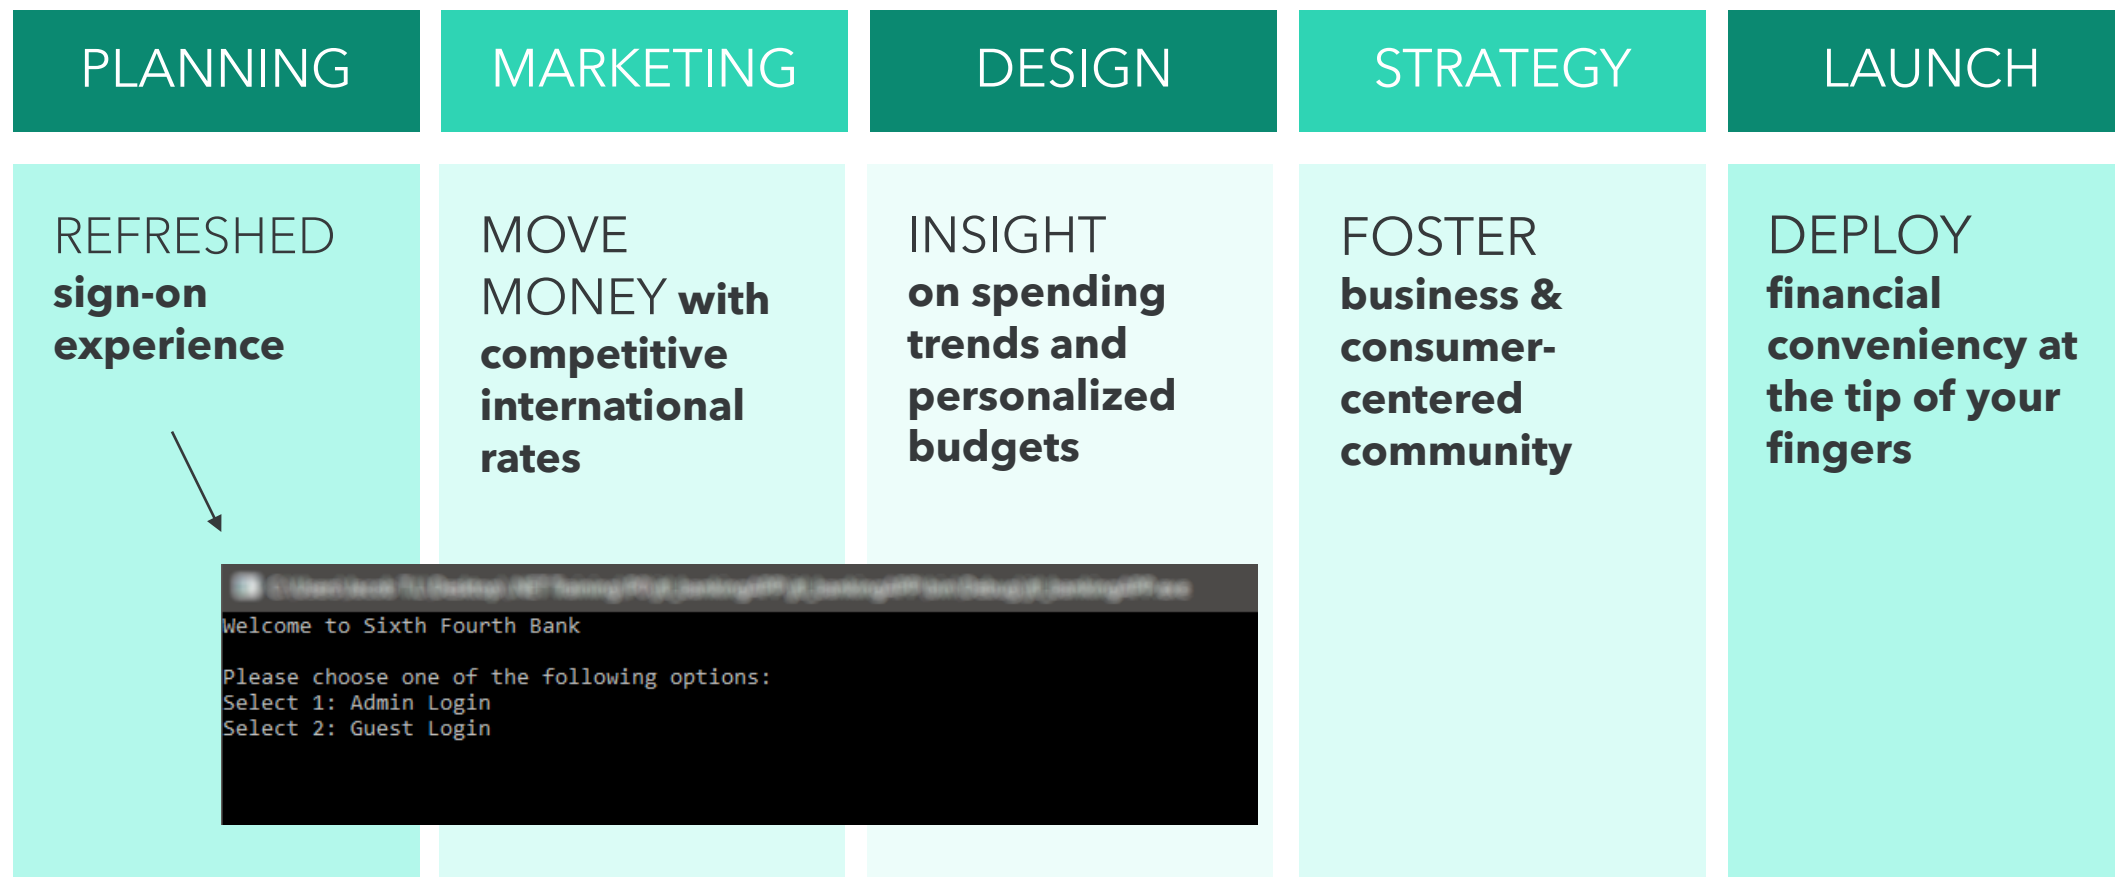 PLANNING
MARKETING
DESIGN
STRATEGY
LAUNCH
REFRESHED
sign-on
experience
MOVE
MONEY with
competitive
international
rates
INSIGHT
on spending
trends and
personalized
budgets
FOSTER
business &
consumer-
centered
community
DEPLOY
financial
conveniency at
the tip of your
fingers
Welcome to Sixth Fourth Bank
Please choose one of the following options:
Select 1: Admin Login
Select 2: Guest Login